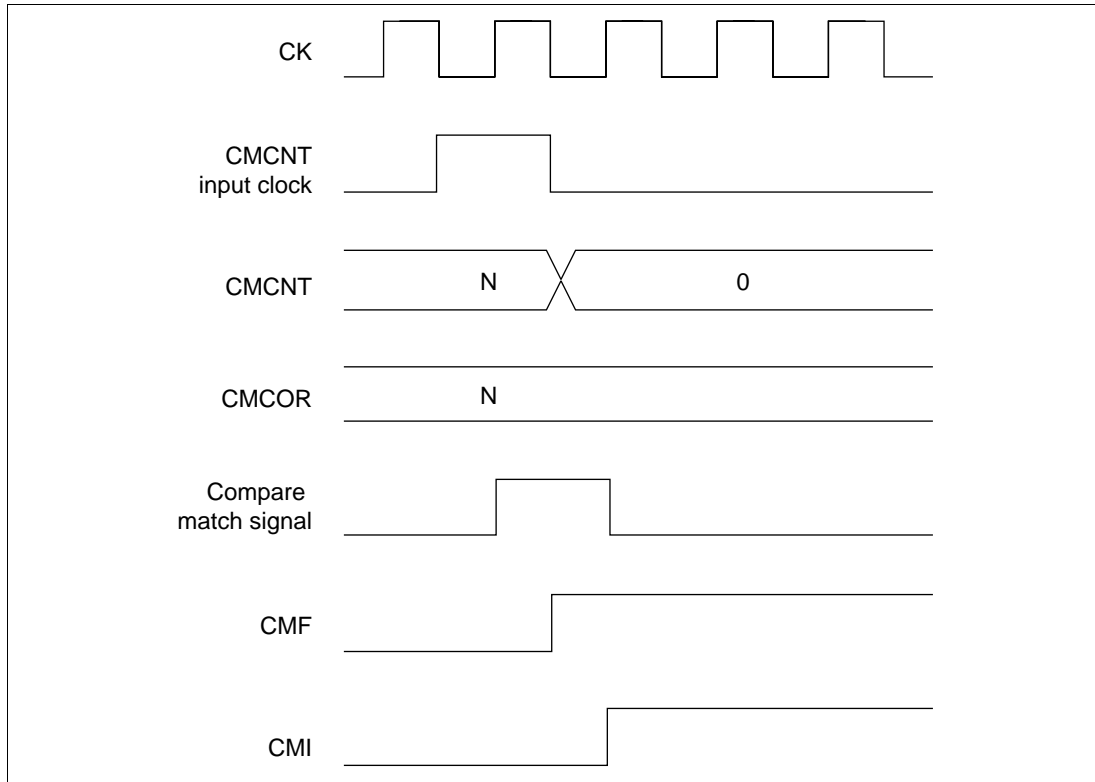 CK
CMCNT
input clock
CMCNT
N
0
CMCOR
N
Compare
match signal
CMF
CMI